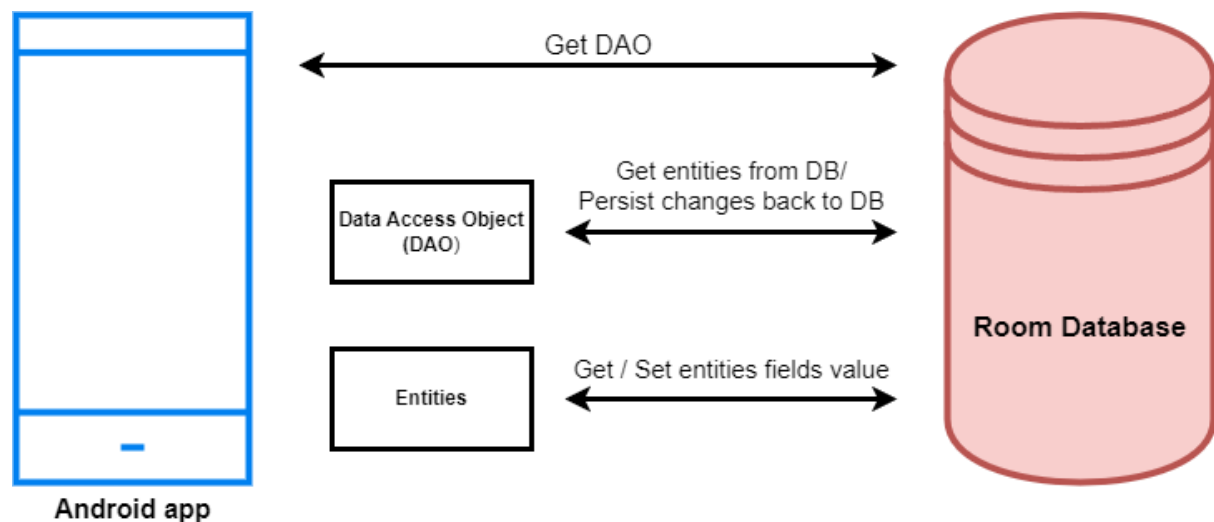 Get DAO
Get entities from DB/
Persist changes back to DB
Data Access Object
(DAO)
Room Database
Get / Set entities fields value
Entities
Android app